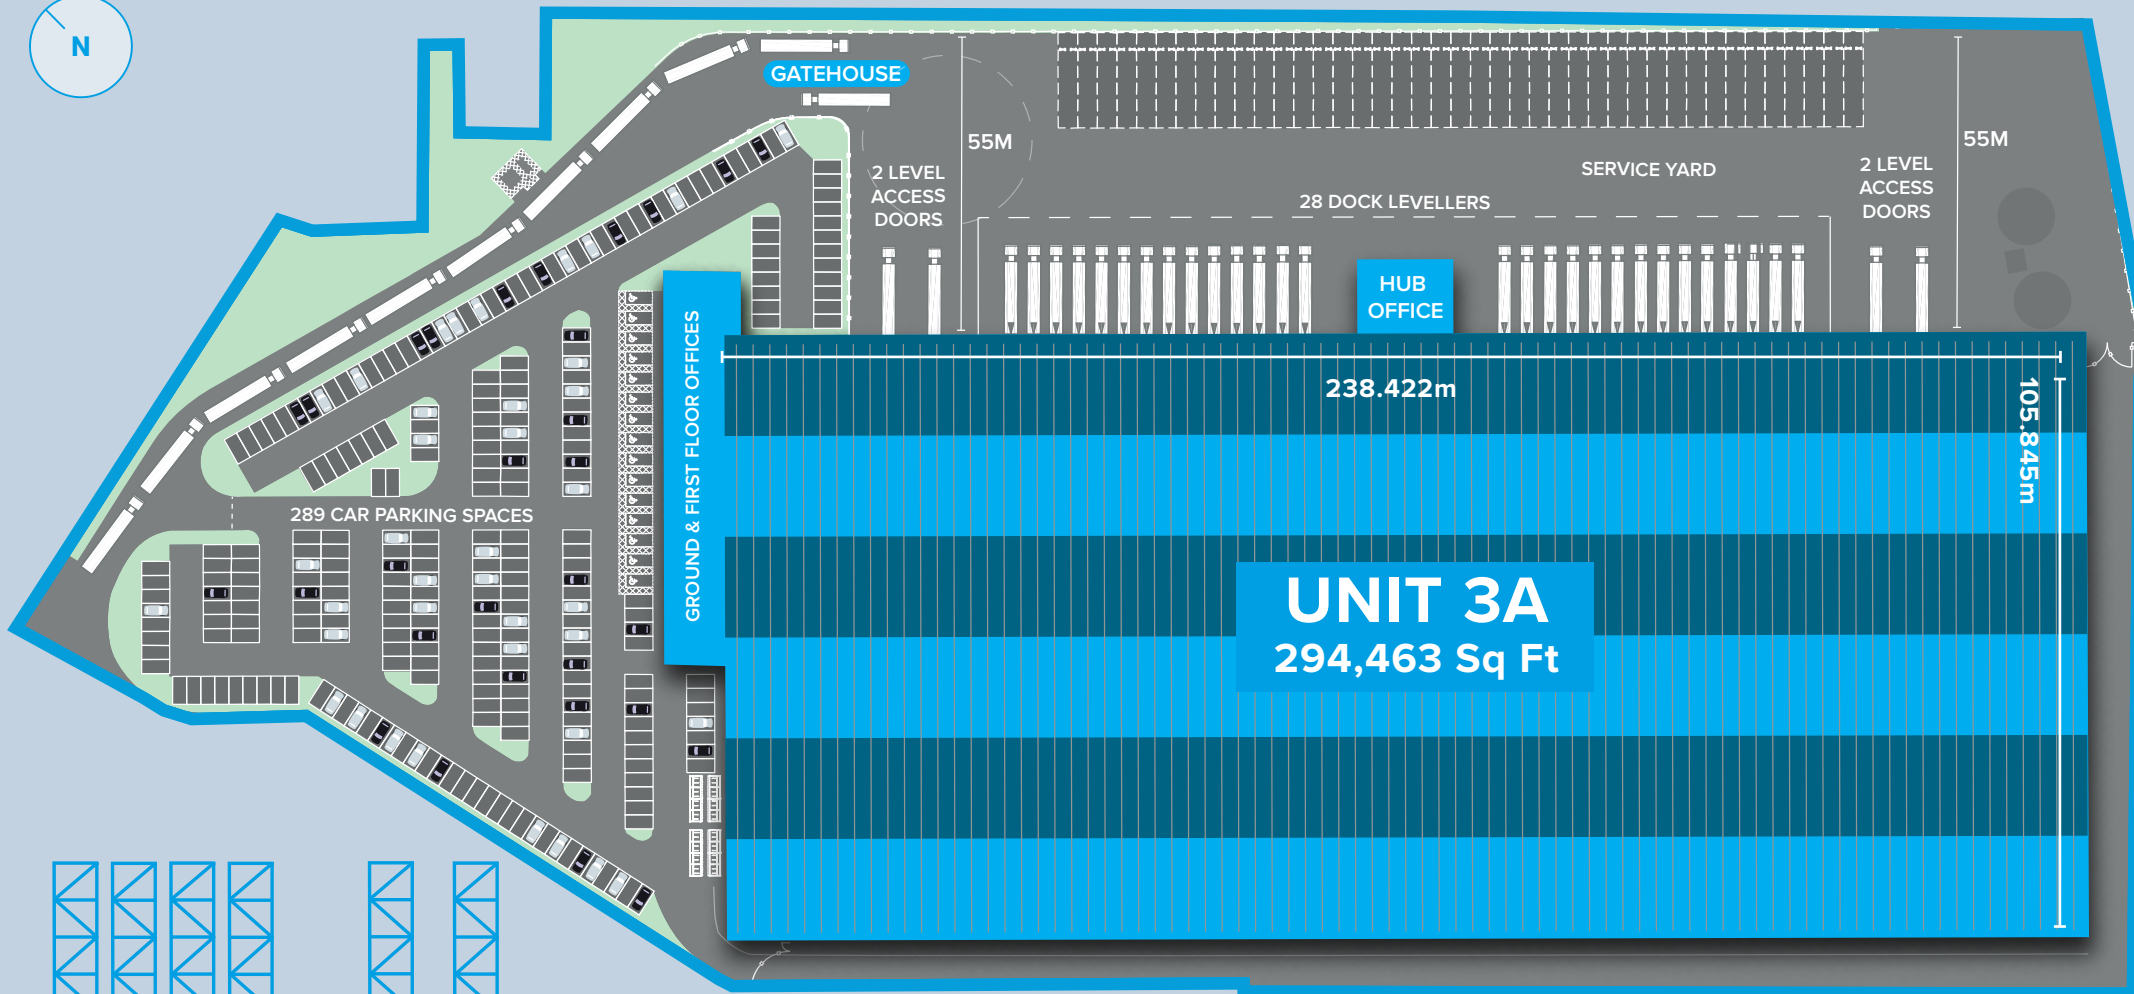 N
GATEHOUSE
55M
2 LEVEL
ACCESS
DOORS
28 DOCK LEVELLERS
SERVICE YARD
2 LEVEL
ACCESS
DOORS
55M
HUB
OFFICE
GROUND & FIRST FLOOR OFFICES
238.422m
105.845m
289 CAR PARKING SPACES
UNIT 3A
294,463 Sq Ft